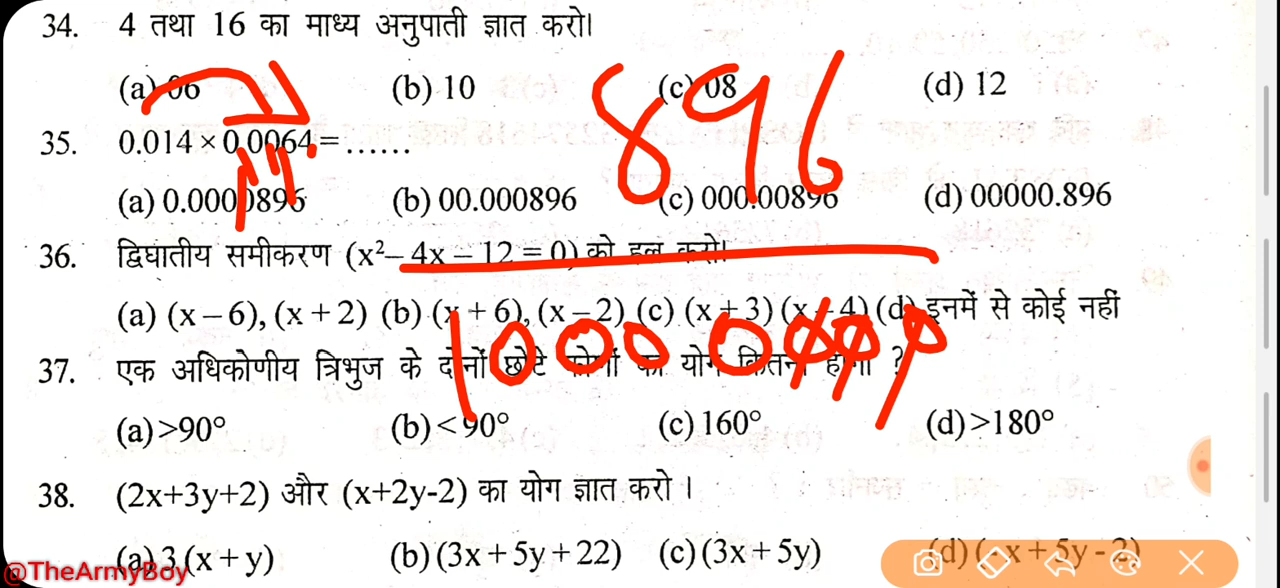 34. 4 तथा 16 का माध्य अनुपाती ज्ञात करो।
(a) 06 (b) 10 (c) 08 (d) 12
35. 0.014 × 0.0064 = ......
(a) 0.0000896 (b) 00.000896 (c) 000.00896 (d) 00000.896
896
36. द्विघातीय समीकरण (x²– 4x – 12 = 0) को हल करो।
(a) (x – 6), (x + 2) (b) (x + 6), (x – 2) (c) (x + 3) (x – 4) (d) इनमें से कोई नहीं
10000000
37. एक अधिकोणीय त्रिभुज के दोनों छोटे कोणों का योग कितना होगा ?
(a) >90° (b) < 90° (c) 160° (d) >180°
38. (2x+3y+2) और (x+2y-2) का योग ज्ञात करो ।
(a) 3 (x + y) (b) (3x + 5y + 22) (c) (3x + 5y) (d) (-x + 5y - 2)
@TheArmyBoy